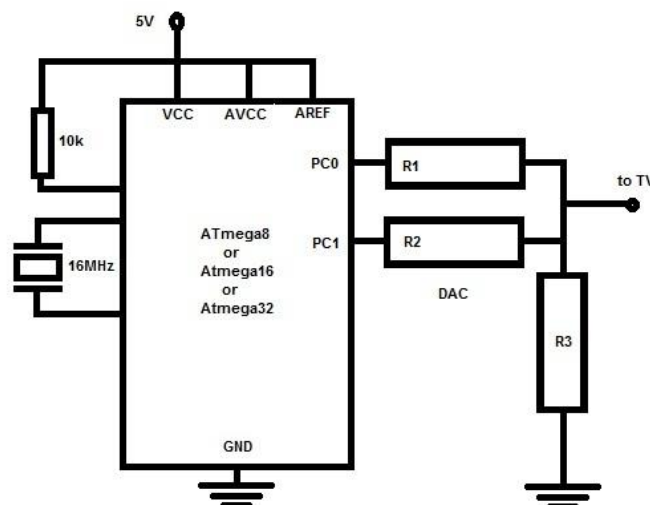 5V
VCC AVCC AREF
10k
PC0
R1
to TV
16MHz
ATmega8
or
Atmega16
or
Atmega32
PC1
R2
DAC
R3
GND